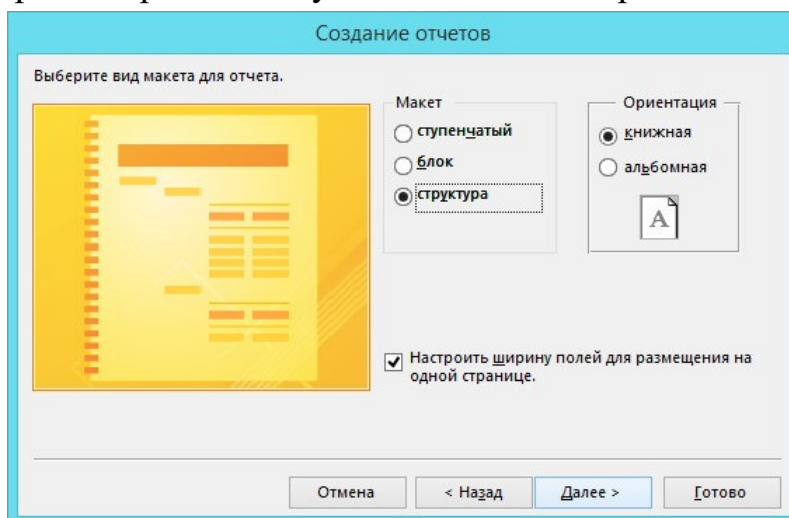 Создание отчетов
Выберите вид макета для отчета.
Макет
ступенчатый
блок
структура
Ориентация
книжная
альбомная
A
Настроить ширину полей для размещения на
одной странице.
Отмена
< Назад
Далее >
Готово